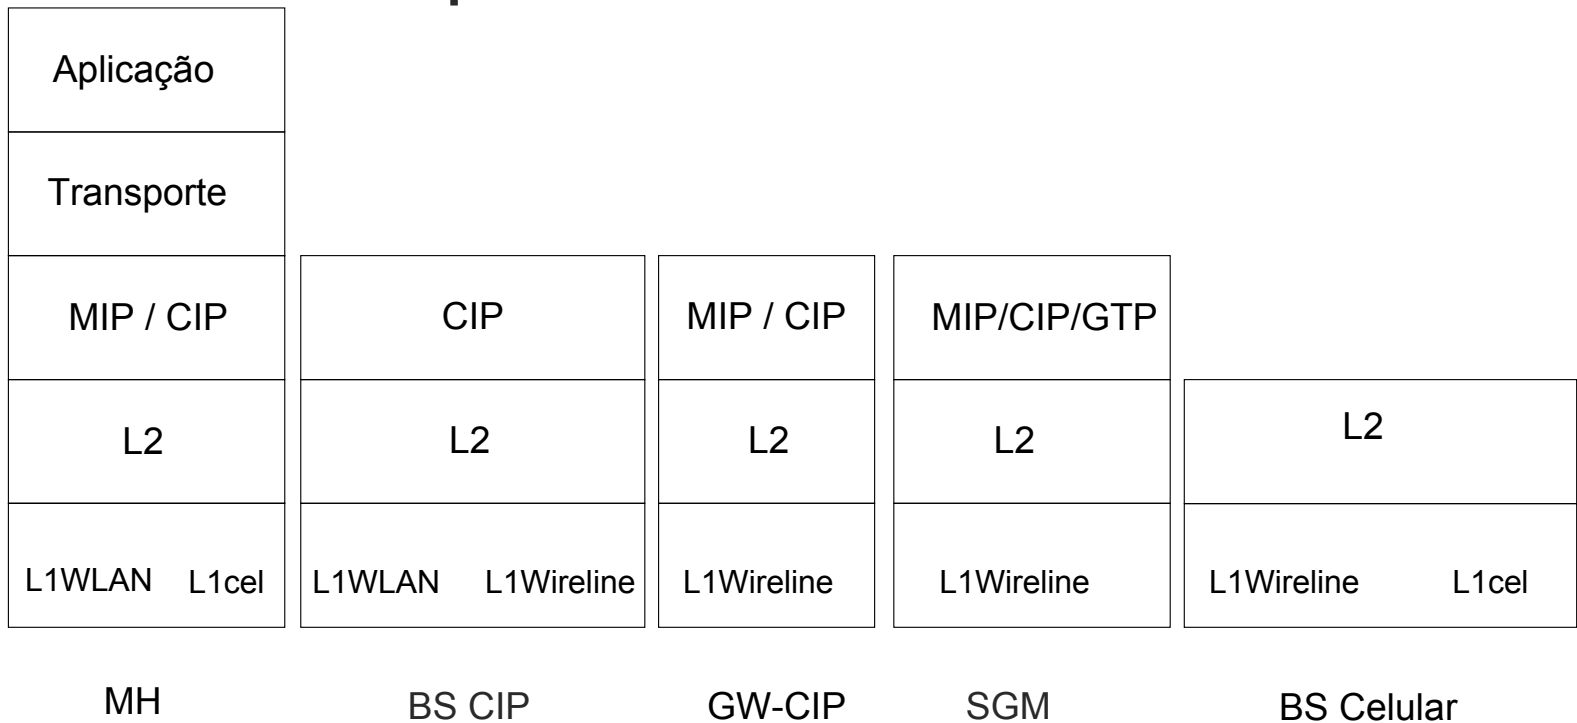 Aplicação
Transporte
MIP / CIP
CIP
MIP / CIP
MIP/CIP/GTP
L2
L2
L2
L2
L2
L1WLAN L1cel
L1WLAN L1Wireline
L1Wireline
L1Wireline
L1Wireline L1cel
MH
BS CIP
GW-CIP
SGM
BS Celular